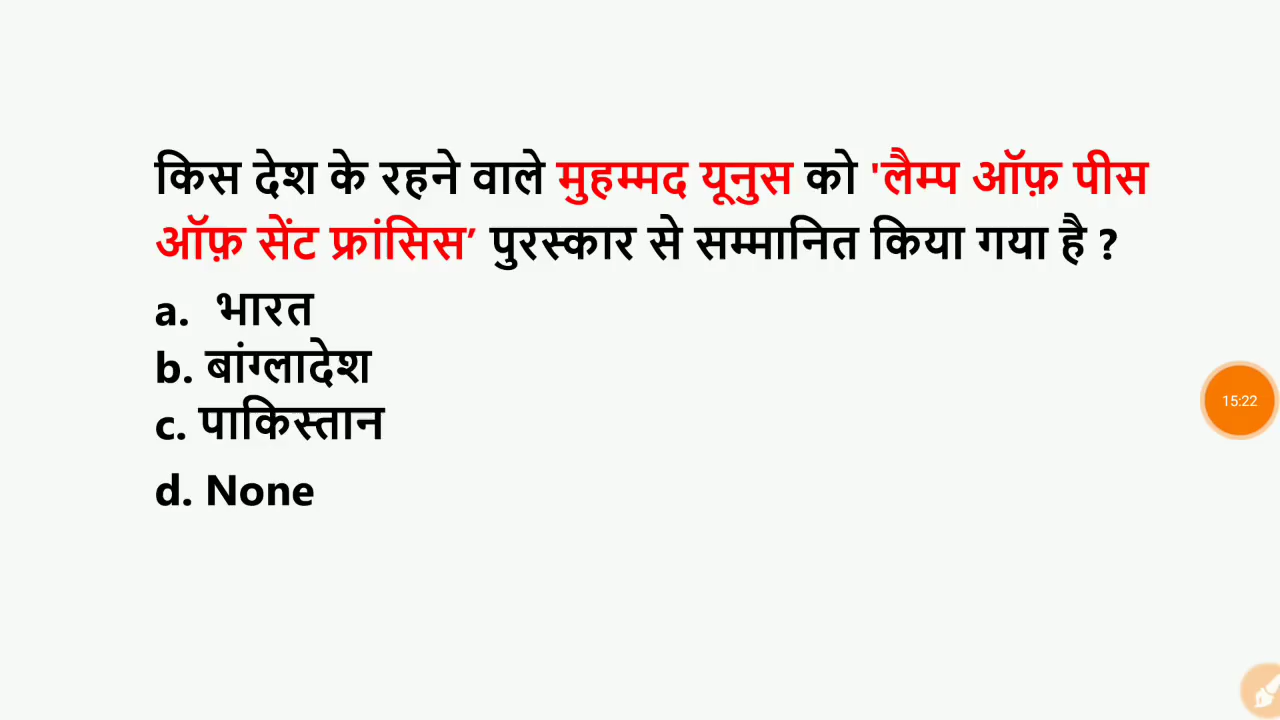 किस देश के रहने वाले मुहम्मद यूनुस को 'लैम्प ऑफ़ पीस
ऑफ़ सेंट फ्रांसिस’ पुरस्कार से सम्मानित किया गया है ?
a. भारत
b. बांग्लादेश
c. पाकिस्तान
d. None
15:22